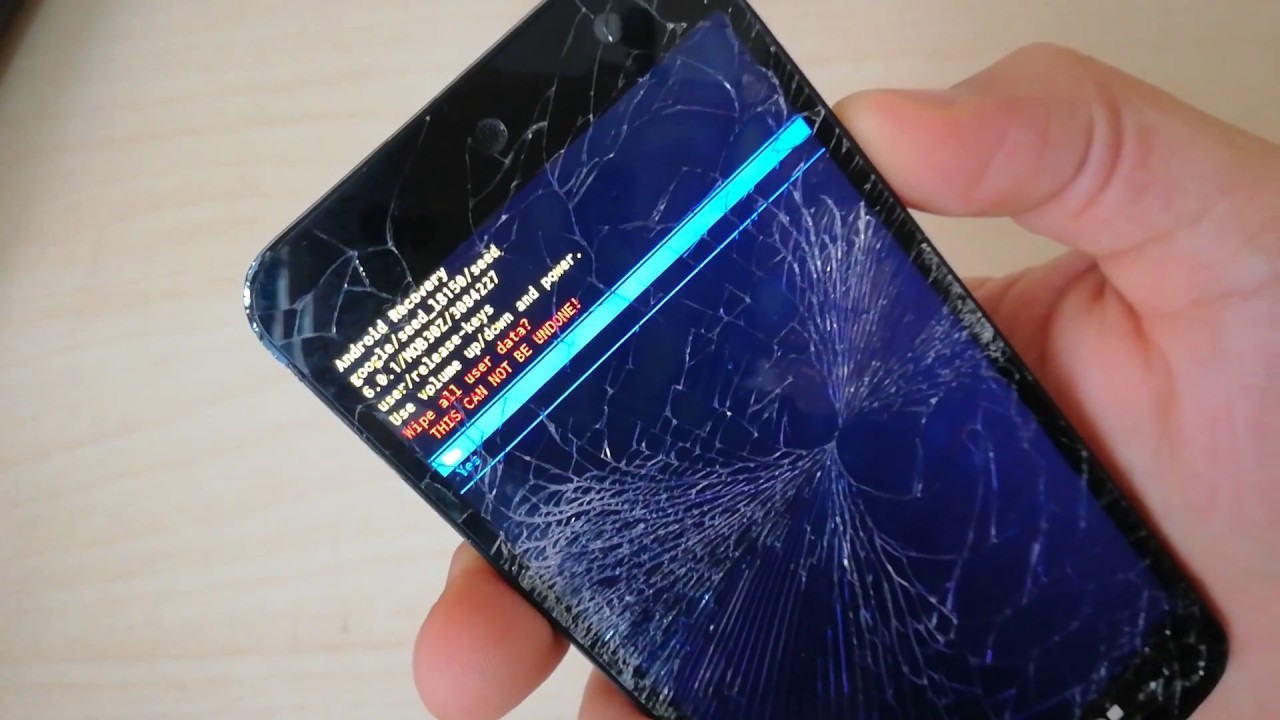 Android Recovery
google/seed_l8150/seed
6.0.1/MOB30Z/3084227
user/release-keys
Use volume up/down and power.
Wipe all user data?
THIS CAN NOT BE UNDONE!
Yes